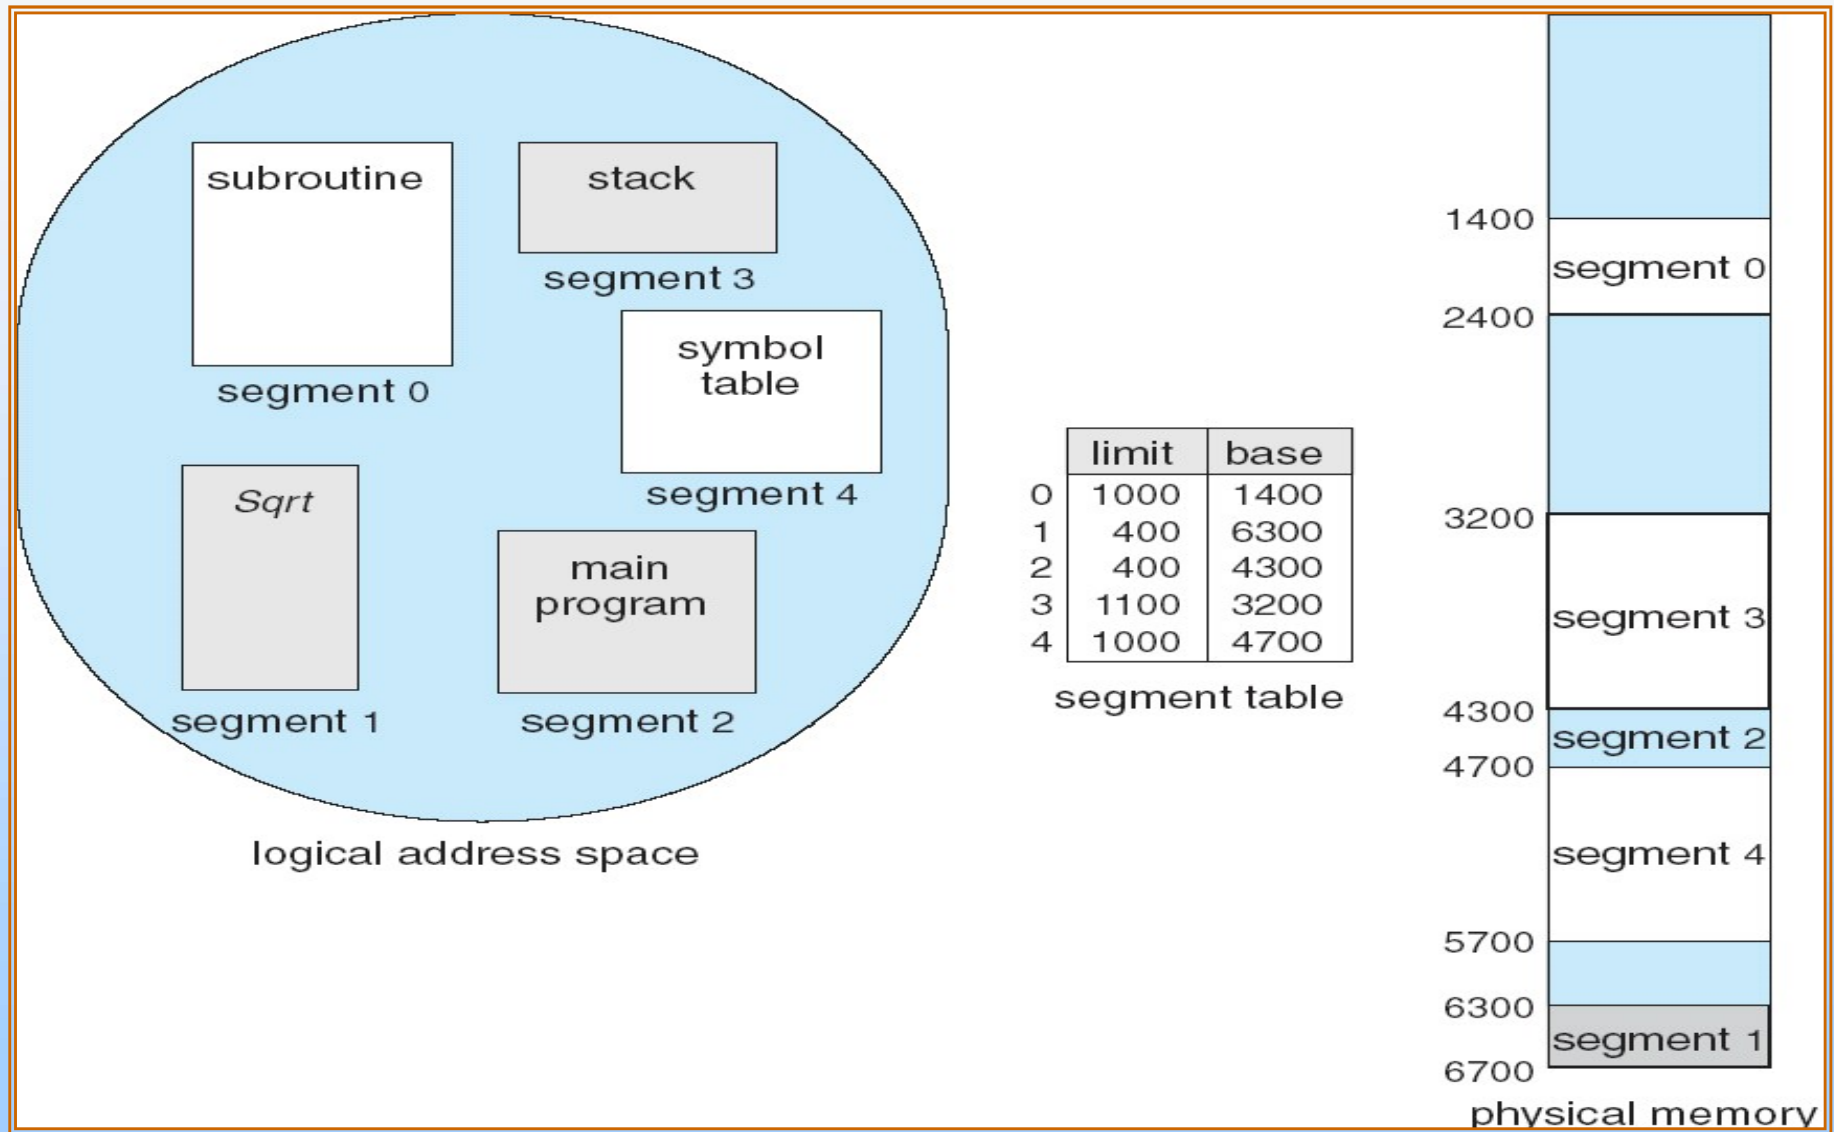 subroutine
segment 0
stack
segment 3
symbol
table
segment 4
Sqrt
segment 1
main
program
segment 2
logical address space
limit base
0 1000 1400
1 400 6300
2 400 4300
3 1100 3200
4 1000 4700
segment table
1400
segment 0
2400
3200
segment 3
4300
segment 2
4700
segment 4
5700
6300
segment 1
6700
physical memory